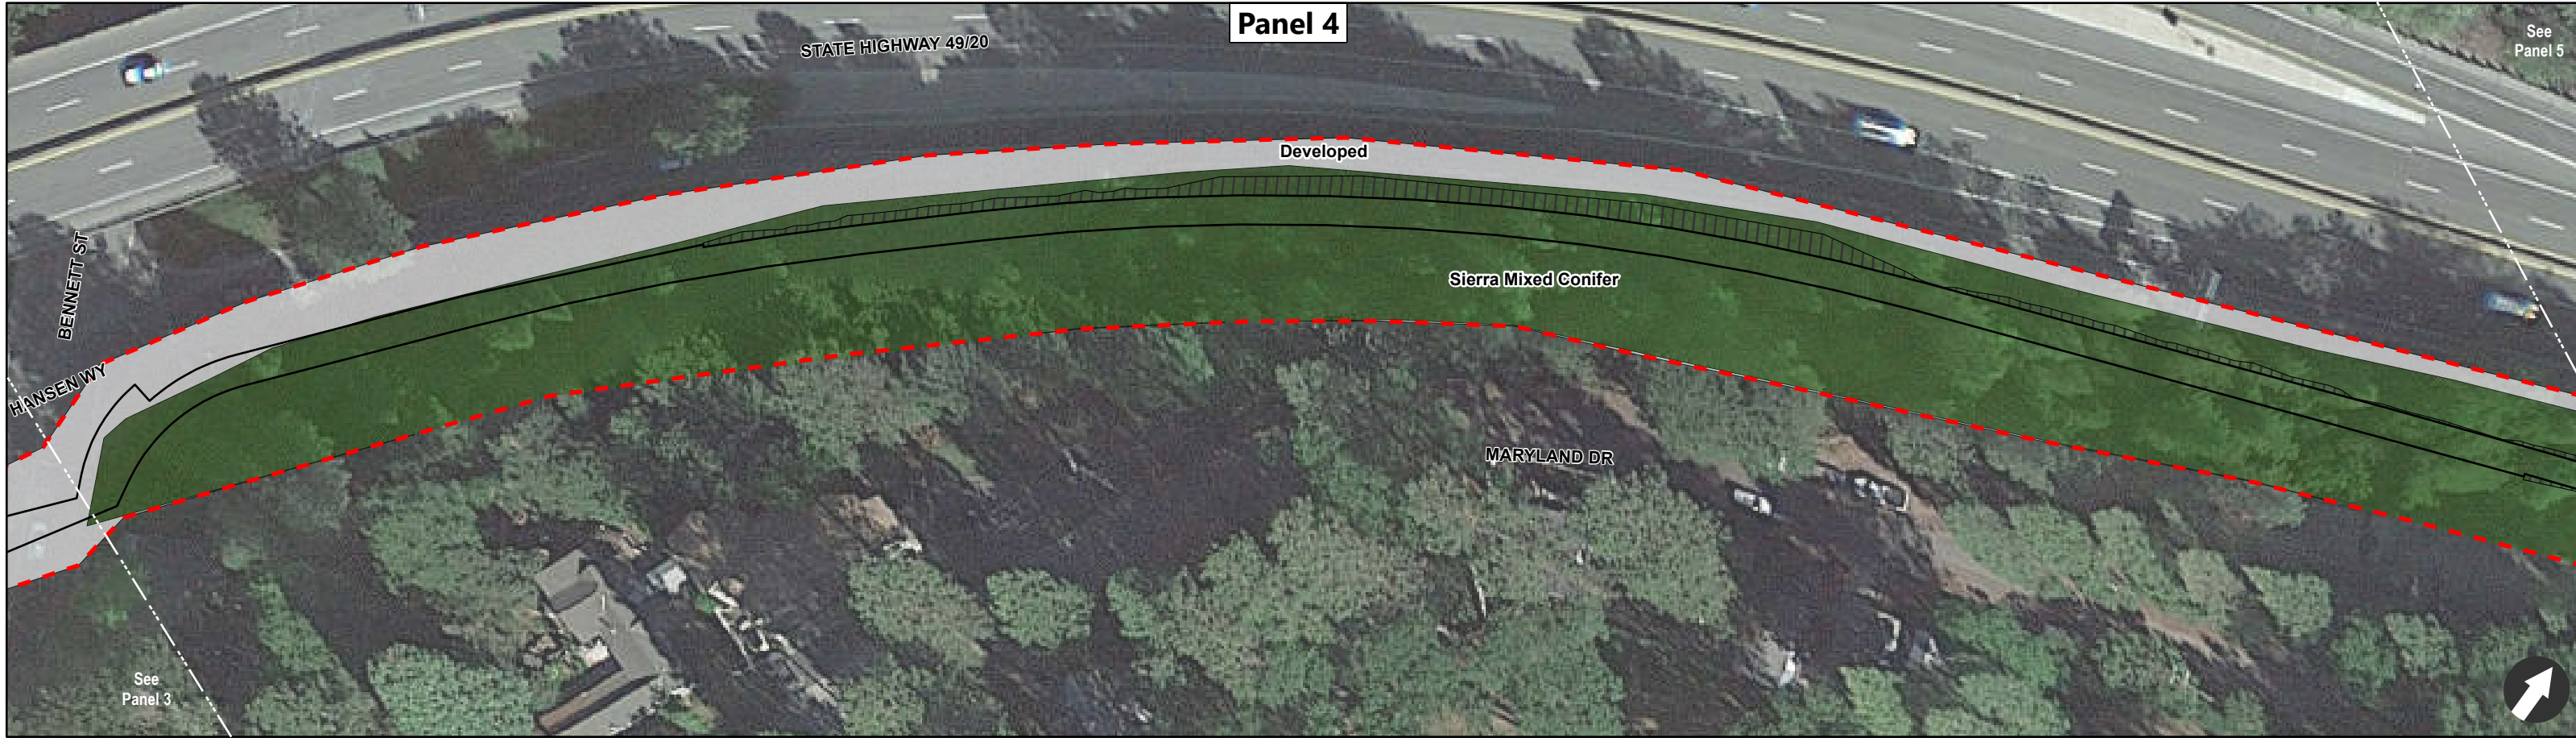 Panel 4
STATE HIGHWAY 49/20
See
Panel 5
Developed
BENNETT ST
Sierra Mixed Conifer
HANSEN WY
MARYLAND DR
See
Panel 3